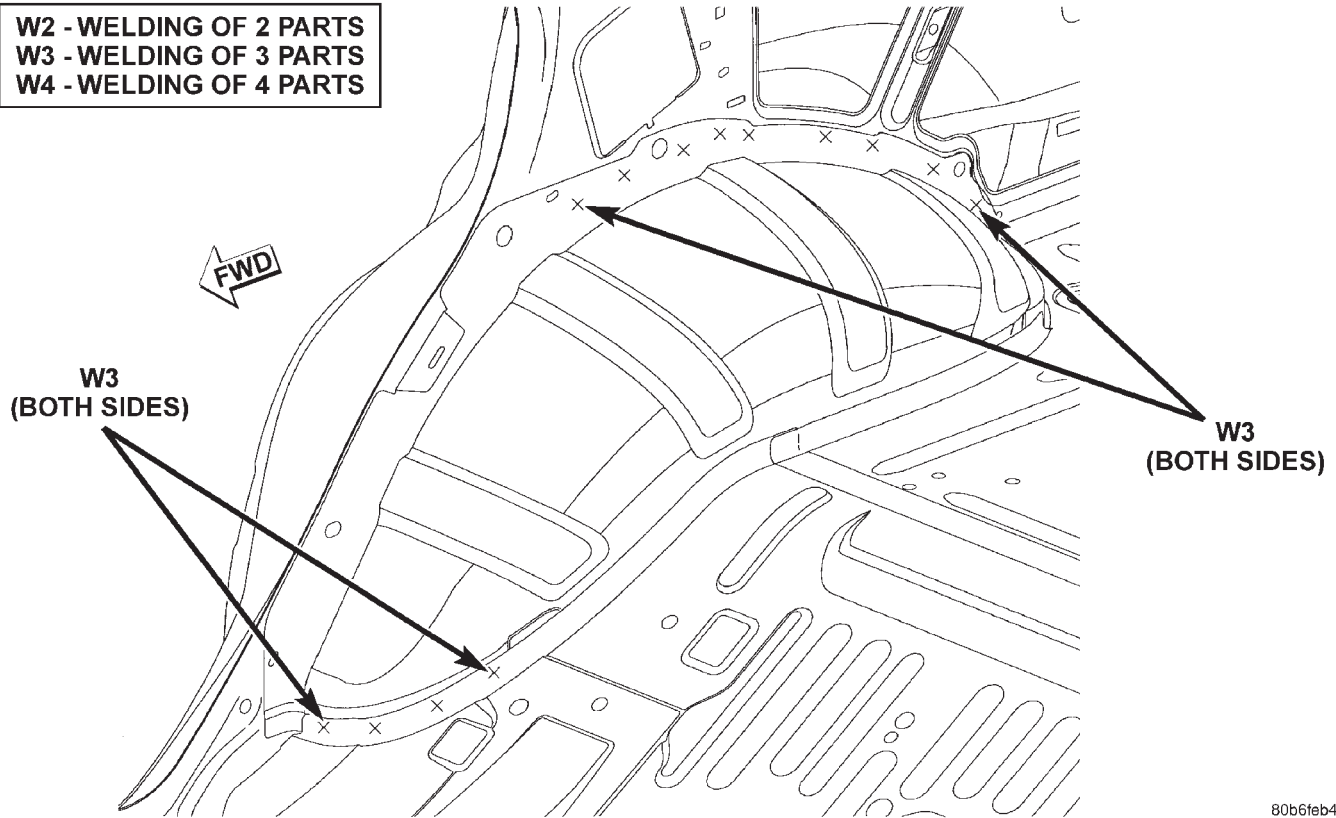 W2 - WELDING OF 2 PARTS
W3 - WELDING OF 3 PARTS
W4 - WELDING OF 4 PARTS
FWD
W3
(BOTH SIDES)
W3
(BOTH SIDES)
80b6feb4